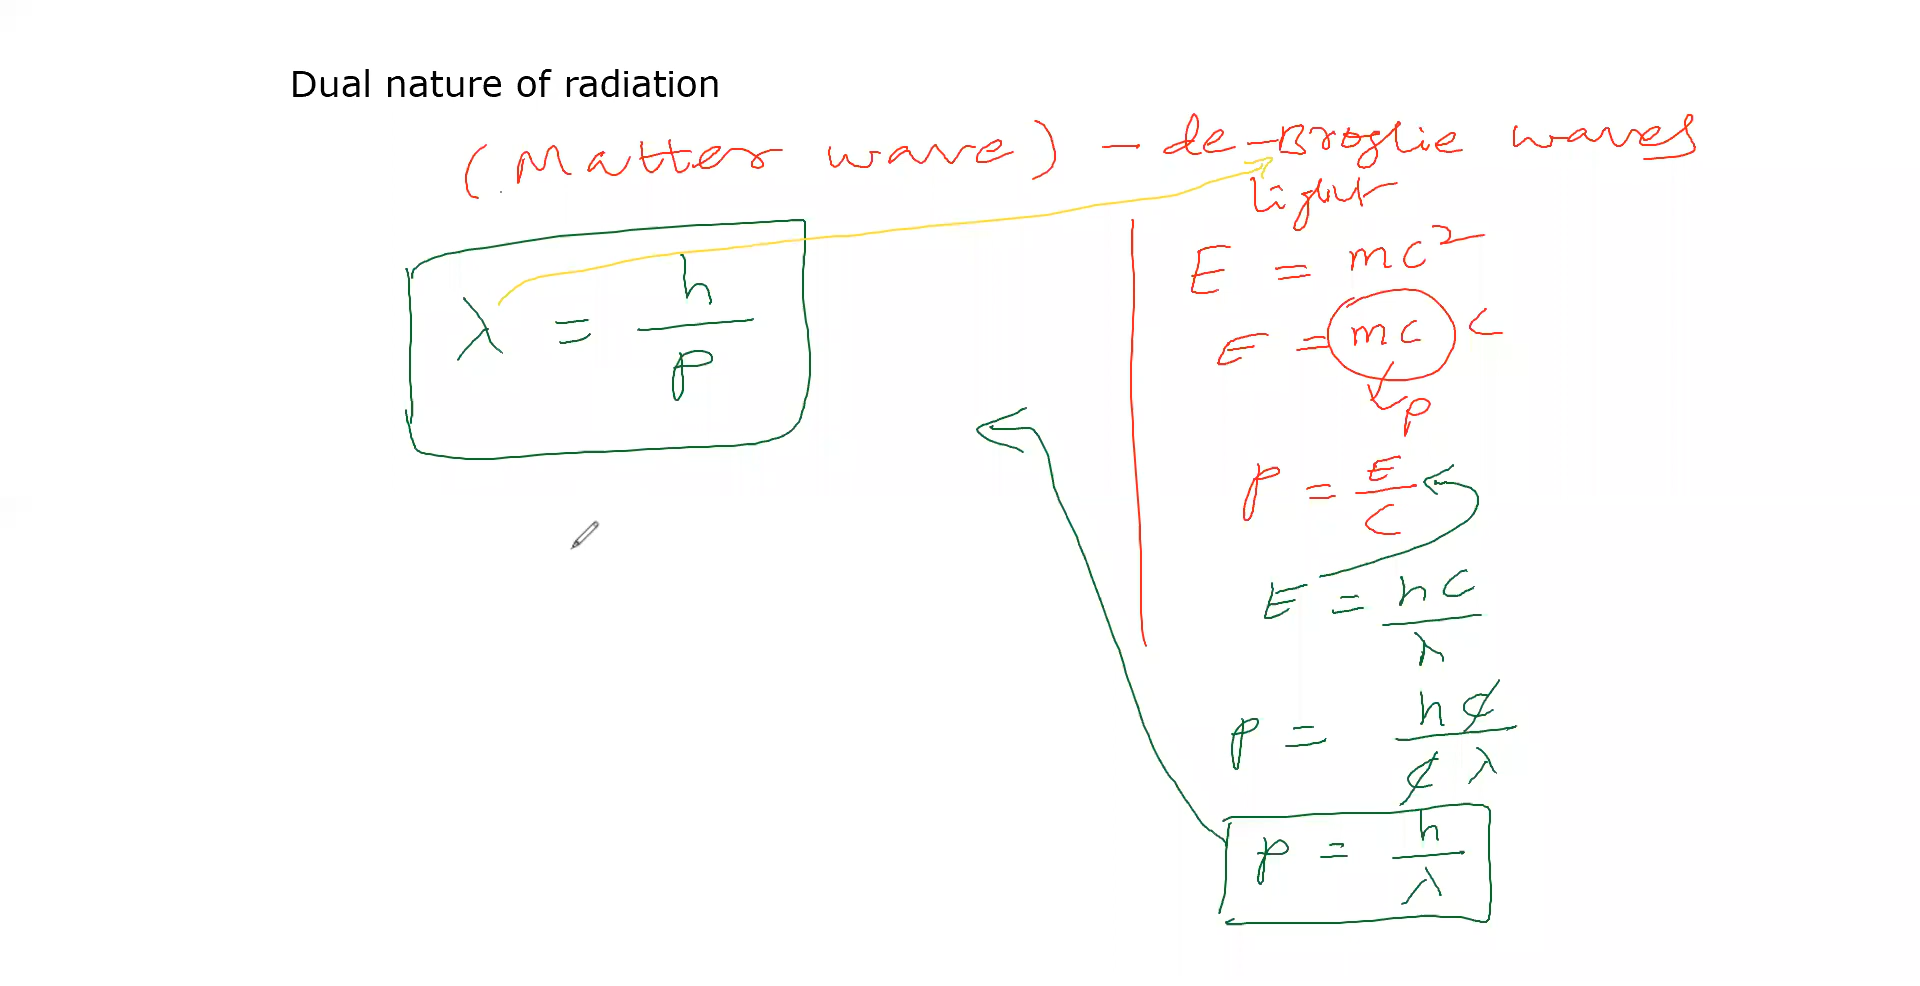 Dual nature of radiation
(Matter wave) - de-Broglie waves
λ = h/p
light
E = mc²
E = mc c
p
p = E/c
E = hc/λ
p = hc/cλ
p = h/λ